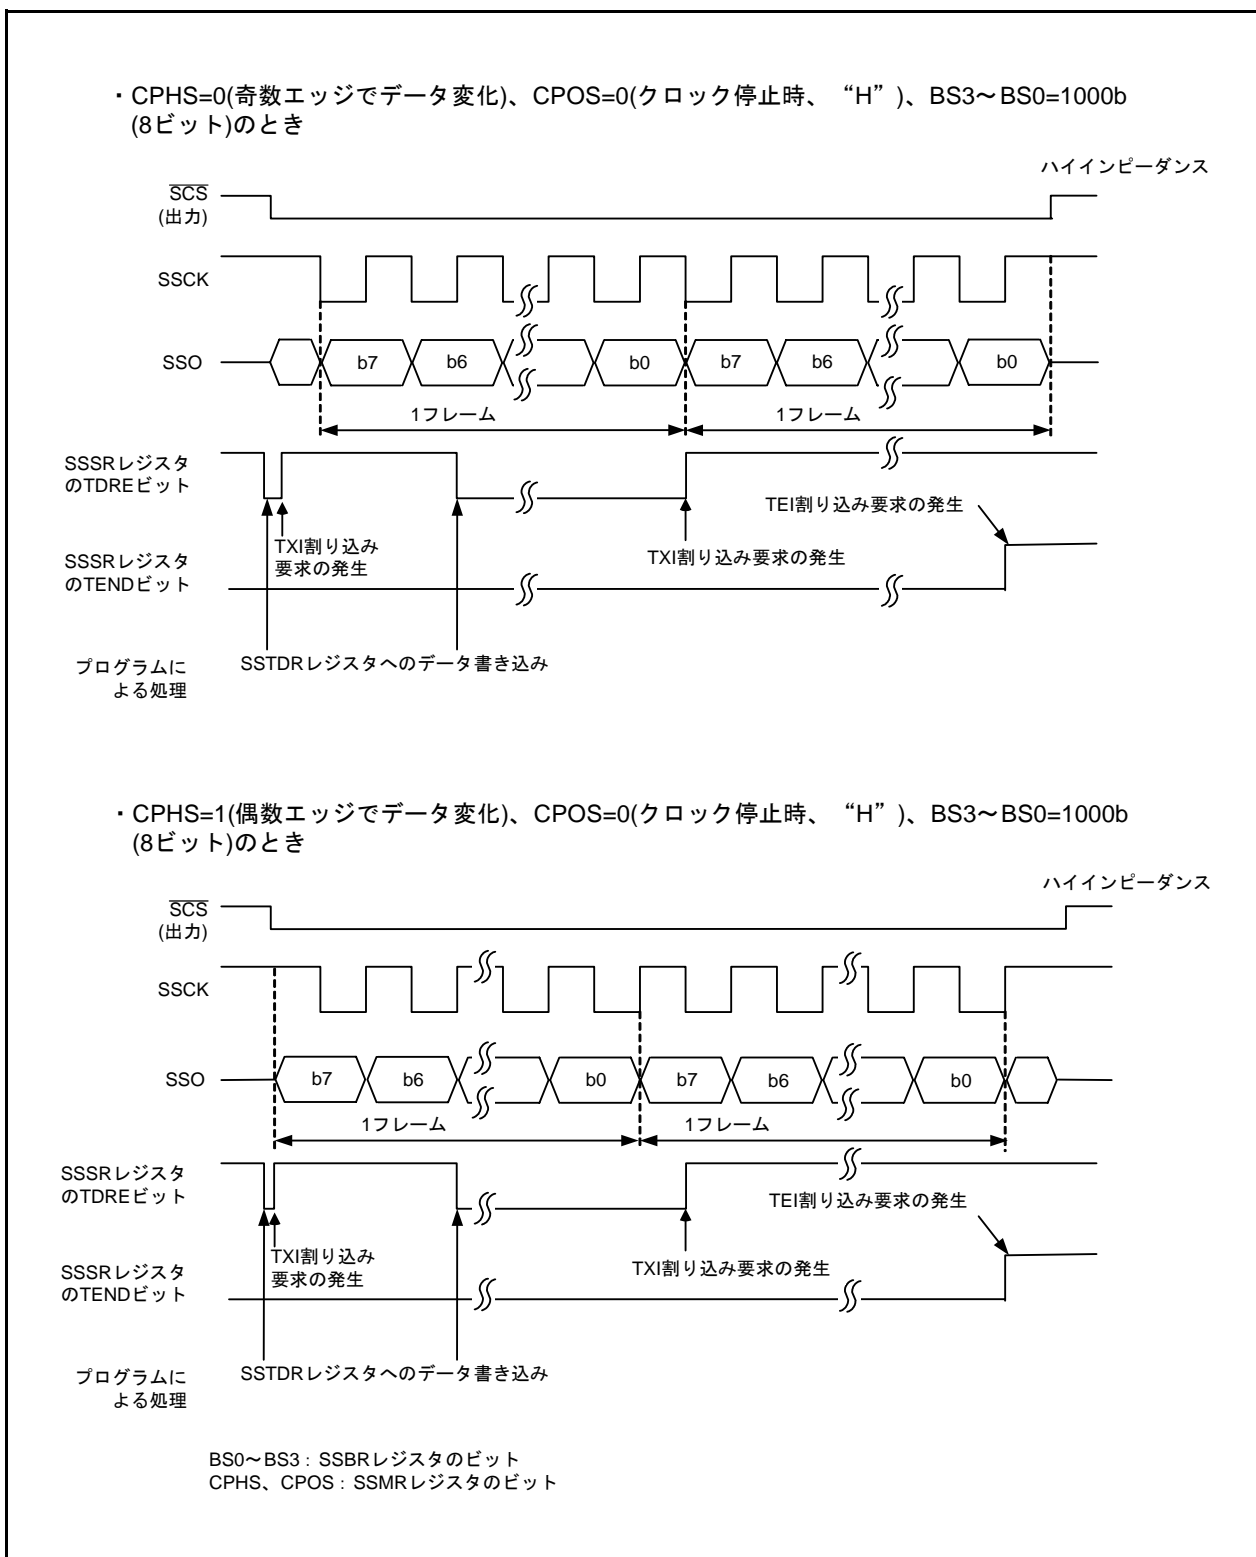 ・CPHS=0(奇数エッジでデータ変化)、CPOS=0(クロック停止時、“H”)、BS3～BS0=1000b
(8ビット)のとき
ハイインピーダンス
SCS
(出力)
SSCK
SSO
b7
b6
b0
b7
b6
b0
1フレーム
1フレーム
SSSRレジスタ
のTDREビット
TEI割り込み要求の発生
TXI割り込み
要求の発生
TXI割り込み要求の発生
SSSRレジスタ
のTENDビット
プログラムに
よる処理
SSTDRレジスタへのデータ書き込み
・CPHS=1(偶数エッジでデータ変化)、CPOS=0(クロック停止時、“H”)、BS3～BS0=1000b
(8ビット)のとき
ハイインピーダンス
SCS
(出力)
SSCK
SSO
b7
b6
b0
b7
b6
b0
1フレーム
1フレーム
SSSRレジスタ
のTDREビット
TEI割り込み要求の発生
TXI割り込み
要求の発生
TXI割り込み要求の発生
SSSRレジスタ
のTENDビット
プログラムに
よる処理
SSTDRレジスタへのデータ書き込み
BS0～BS3：SSBRレジスタのビット
CPHS、CPOS：SSMRレジスタのビット